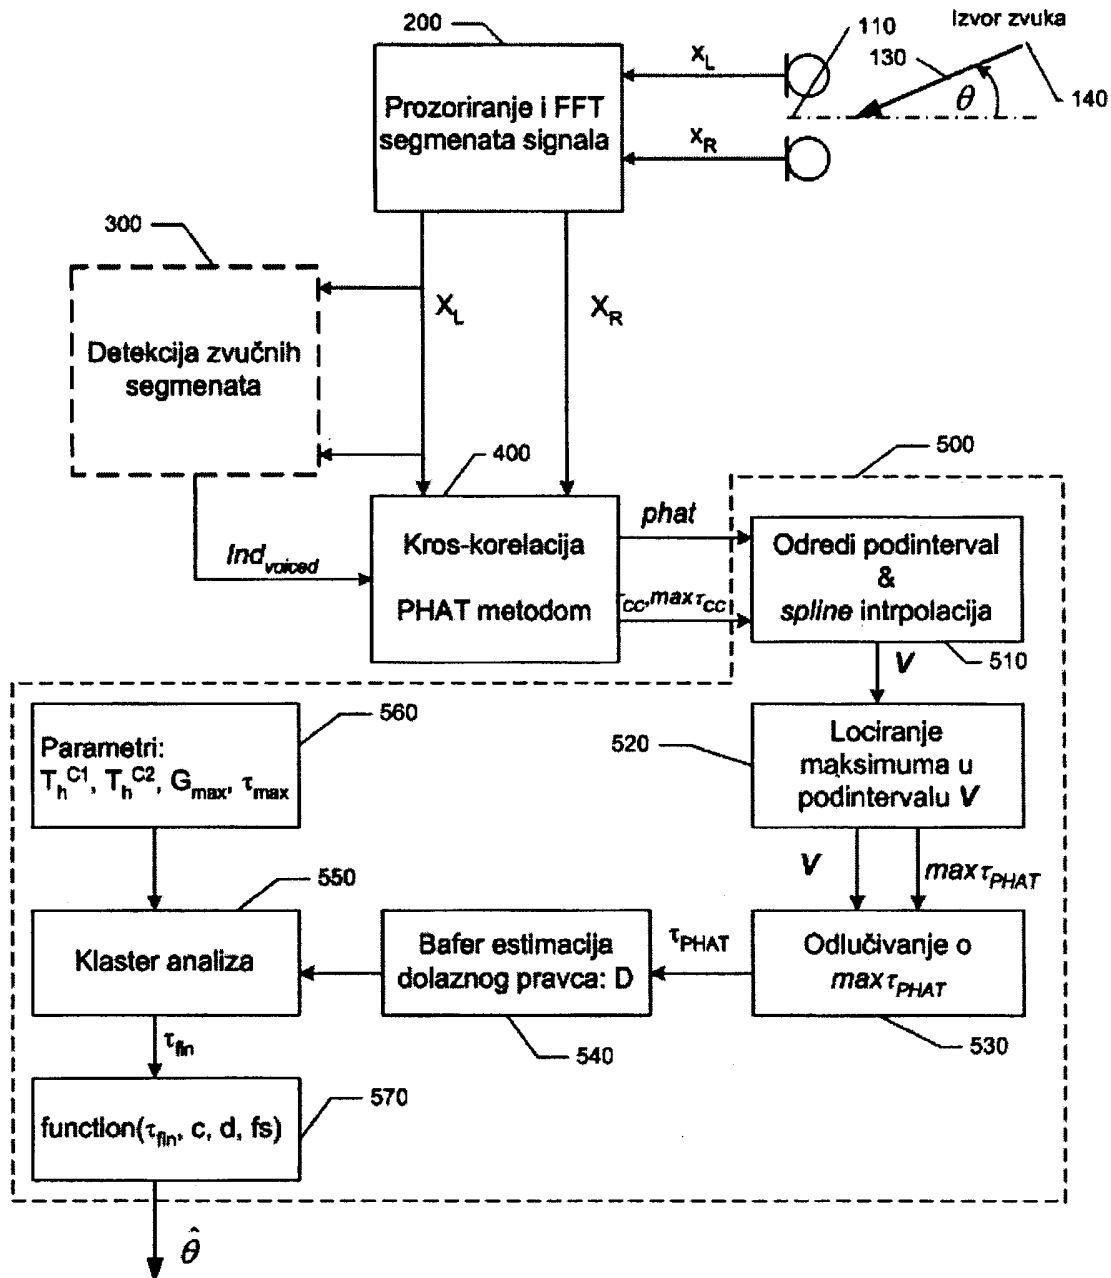 200
110
Izvor zvuka
130
140
θ
x_L
x_R
Prozoriranje i FFT
segmenata signala
300
X_L
X_R
Detekcija zvučnih
segmenata
400
500
Ind_voiced
Kros-korelacija
PHAT metodom
phat
τ_CC, max τ_CC
Odredi podinterval
&
spline intrpolacija
510
V
560
Parametri:
T_h^C1, T_h^C2, G_max, τ_max
520
Lociranje
maksimuma u
podintervalu V
V
max τ_PHAT
550
Klaster analiza
Bafer estimacija
dolaznog pravca: D
τ_PHAT
Odlučivanje o
max τ_PHAT
540
530
τ_fin
570
function(τ_fin, c, d, fs)
θ̂